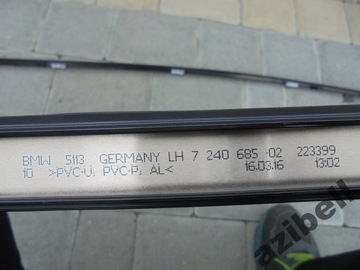 BMW 5113 GERMANY LH 7 240 685-02 223399
10 >PVC-U, PVC-P, AL< 16.03.16 13:02
azibell